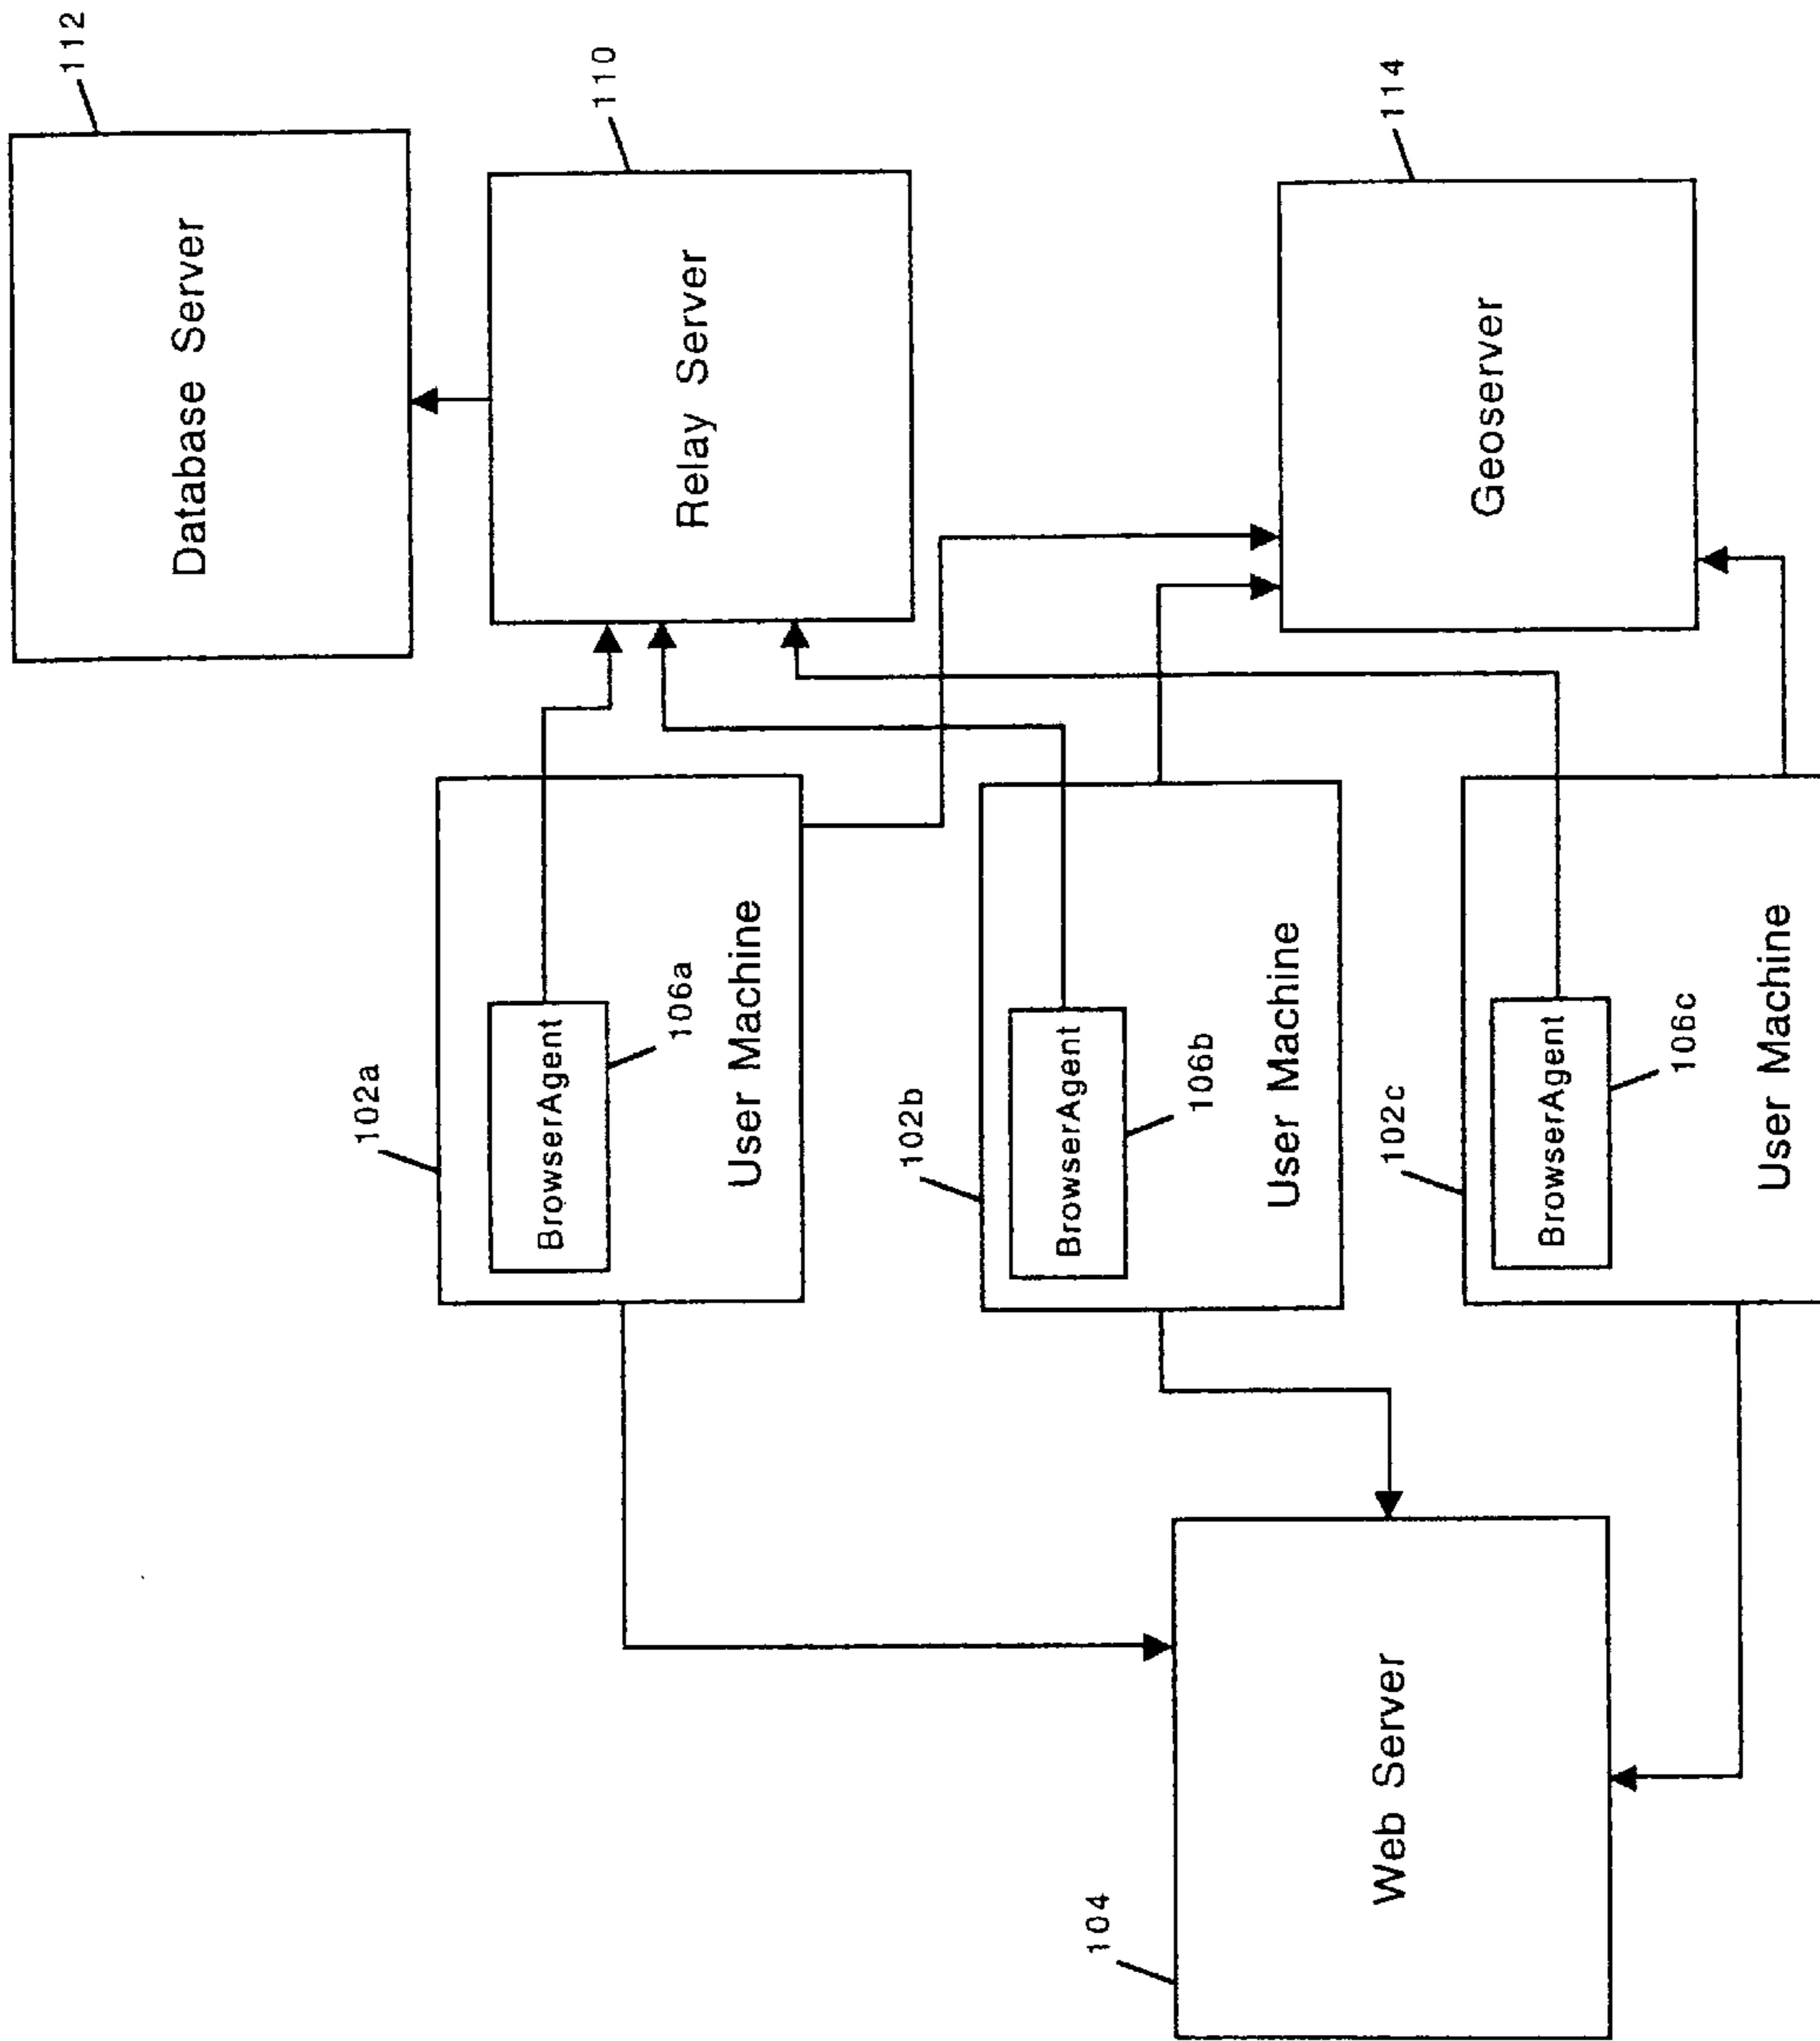 112
Database Server
110
Relay Server
114
Geoserver
102a
BrowserAgent
106a
User Machine
102b
BrowserAgent
106b
User Machine
102c
BrowserAgent
106c
User Machine
104
Web Server